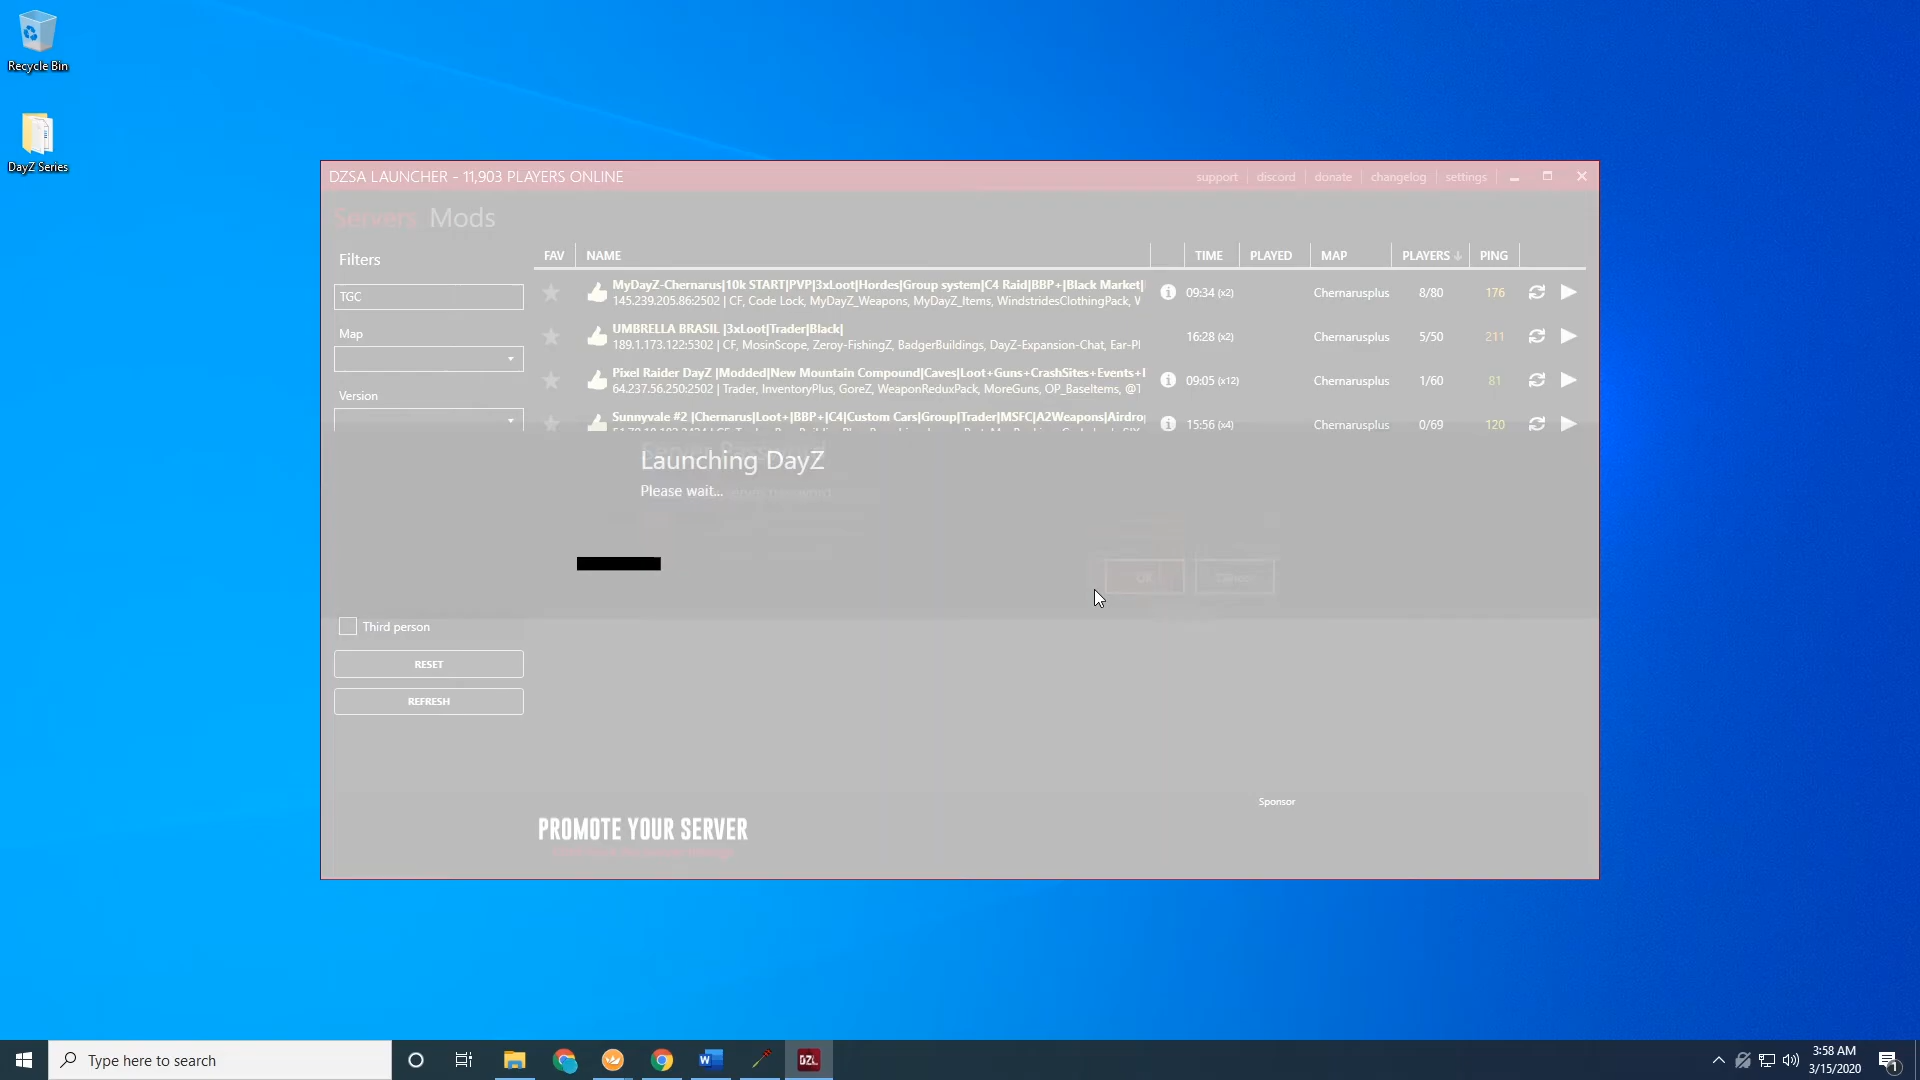 Recycle Bin
DayZ Series
DZSA LAUNCHER - 11,903 PLAYERS ONLINE
support
discord
donate
changelog
settings
Servers Mods
Filters
TGC
Map
Version
FAV NAME TIME PLAYED MAP PLAYERS PING
MyDayZ-Chernarus|10k START|PVP|3xLoot|Hordes|Group system|C4 Raid|BBP+|Black Market|
145.239.205.86:2502 | CF, Code Lock, MyDayZ_Weapons, MyDayZ_Items, WindstridesClothingPack, W
09:34 (x2) Chernarusplus 8/80 176
UMBRELLA BRASIL |3xLoot|Trader|Black|
189.1.173.122:5302 | CF, MosinScope, Zeroy-FishingZ, BadgerBuildings, DayZ-Expansion-Chat, Ear-Pl
16:28 (x2) Chernarusplus 5/50 211
Pixel Raider DayZ |Modded|New Mountain Compound|Caves|Loot+Guns+CrashSites+Events+
64.237.56.250:2502 | Trader, InventoryPlus, GoreZ, WeaponReduxPack, MoreGuns, OP_BaseItems, @T
09:05 (x12) Chernarusplus 1/60 81
Sunnyvale #2 |Chernarus|Loot+|BBP+|C4|Custom Cars|Group|Trader|MSFC|A2Weapons|Airdro
15:56 (x4) Chernarusplus 0/69 120
Launching DayZ
Please wait...
OK Cancel
Third person
RESET
REFRESH
Sponsor
PROMOTE YOUR SERVER
Type here to search
DZL
3:58 AM
3/15/2020
1